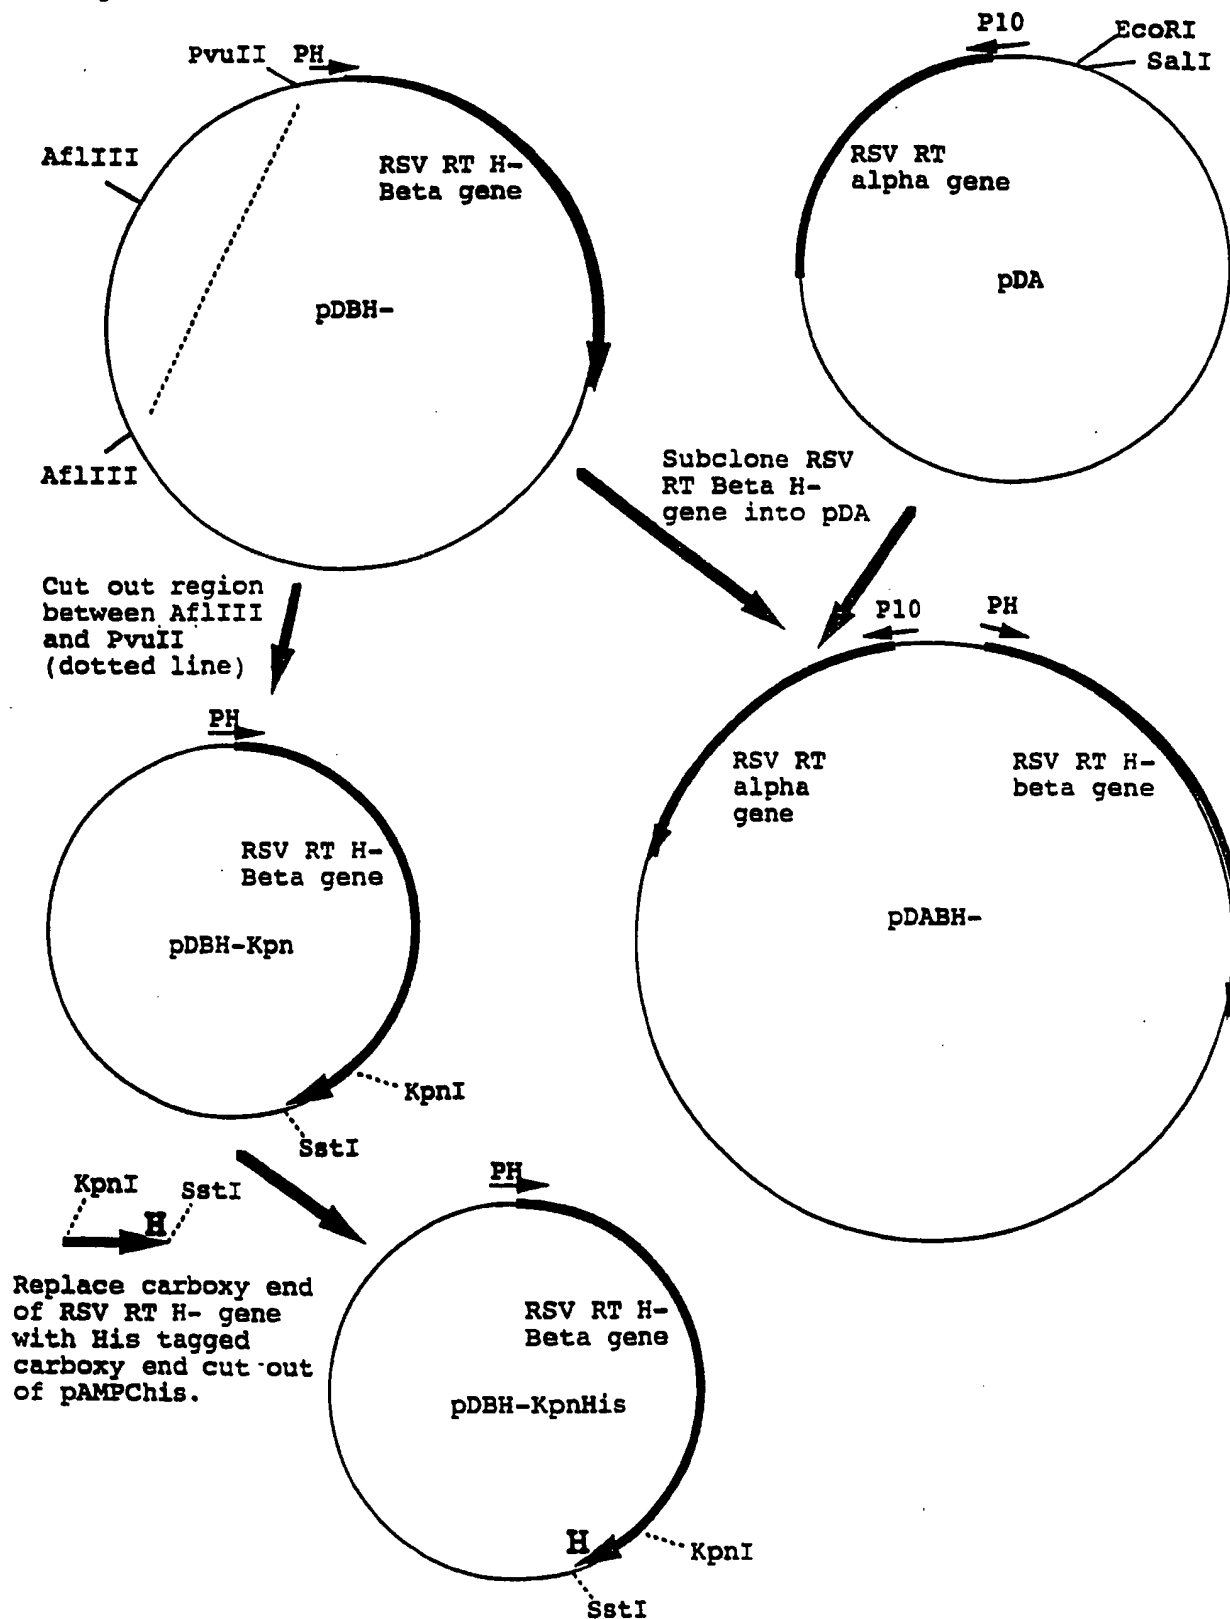 P10
EcoRI
SalI
PvuII
PH
AflIII
RSV RT H-
Beta gene
RSV RT
alpha gene
pDBH-
pDA
AflIII
Subclone RSV
RT Beta H-
gene into pDA
Cut out region
between AflIII
and PvuII
(dotted line)
P10
PH
PH
RSV RT
alpha
gene
RSV RT H-
beta gene
RSV RT H-
Beta gene
pDABH-
pDBH-Kpn
KpnI
SstI
KpnI
SstI
H
PH
Replace carboxy end
of RSV RT H- gene
with His tagged
carboxy end cut out
of pAMPChis.
RSV RT H-
Beta gene
pDBH-KpnHis
H
KpnI
SstI